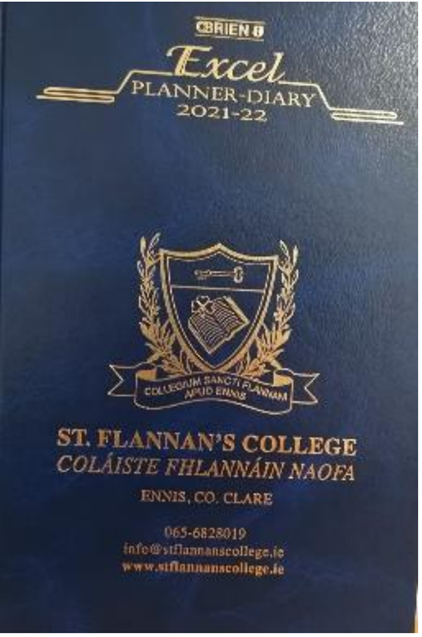 OBRIEN
Excel
PLANNER-DIARY
2021-22
COLLEGIUM SANCTI FLANNANI
APUD ENNIS
ST. FLANNAN'S COLLEGE
COLÁISTE FHLANNÁIN NAOFA
ENNIS, CO. CLARE
065-6828019
info@stflannanscollege.ie
www.stflannanscollege.ie